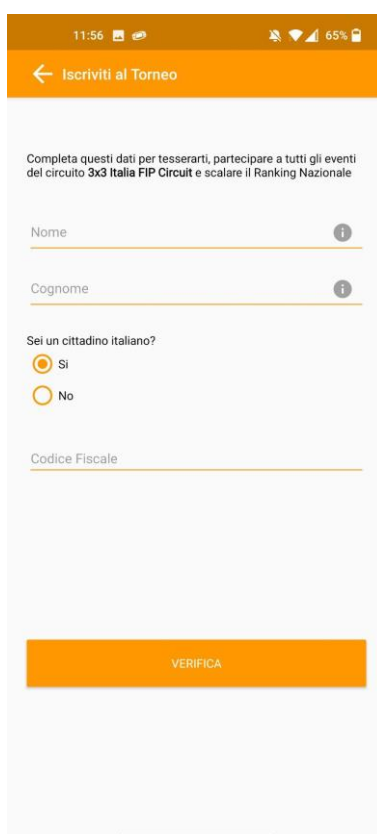 11:56 65%
Iscriviti al Torneo
Completa questi dati per tesserarti, partecipare a tutti gli eventi
del circuito 3x3 Italia FIP Circuit e scalare il Ranking Nazionale
Nome
Cognome
Sei un cittadino italiano?
Si
No
Codice Fiscale
VERIFICA